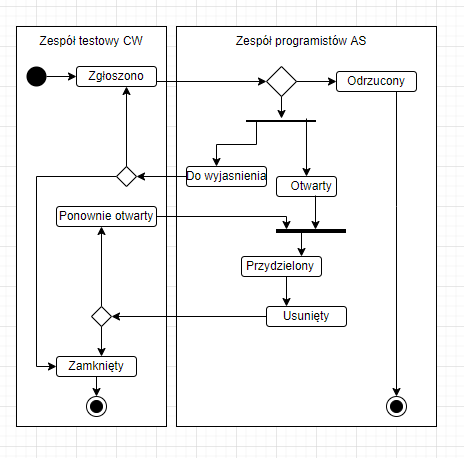 Zespół testowy CW
Zespół programistów AS
Zgłoszono
Odrzucony
Do wyjasnienia
Otwarty
Ponownie otwarty
Przydzielony
Usunięty
Zamknięty